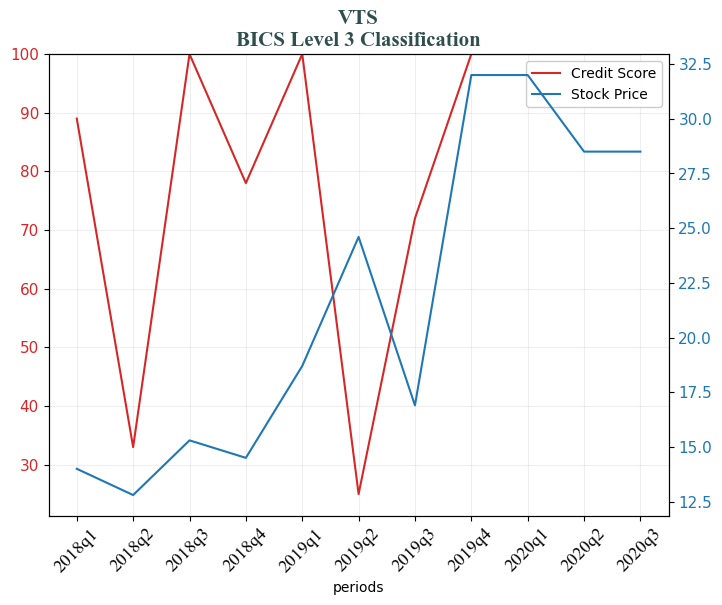 VTS
BICS Level 3 Classification
100
90
80
70
60
50
40
30
32.5
30.0
27.5
25.0
22.5
20.0
17.5
15.0
12.5
Credit Score
Stock Price
2018q1
2018q2
2018q3
2018q4
2019q1
2019q2
2019q3
2019q4
2020q1
2020q2
2020q3
periods